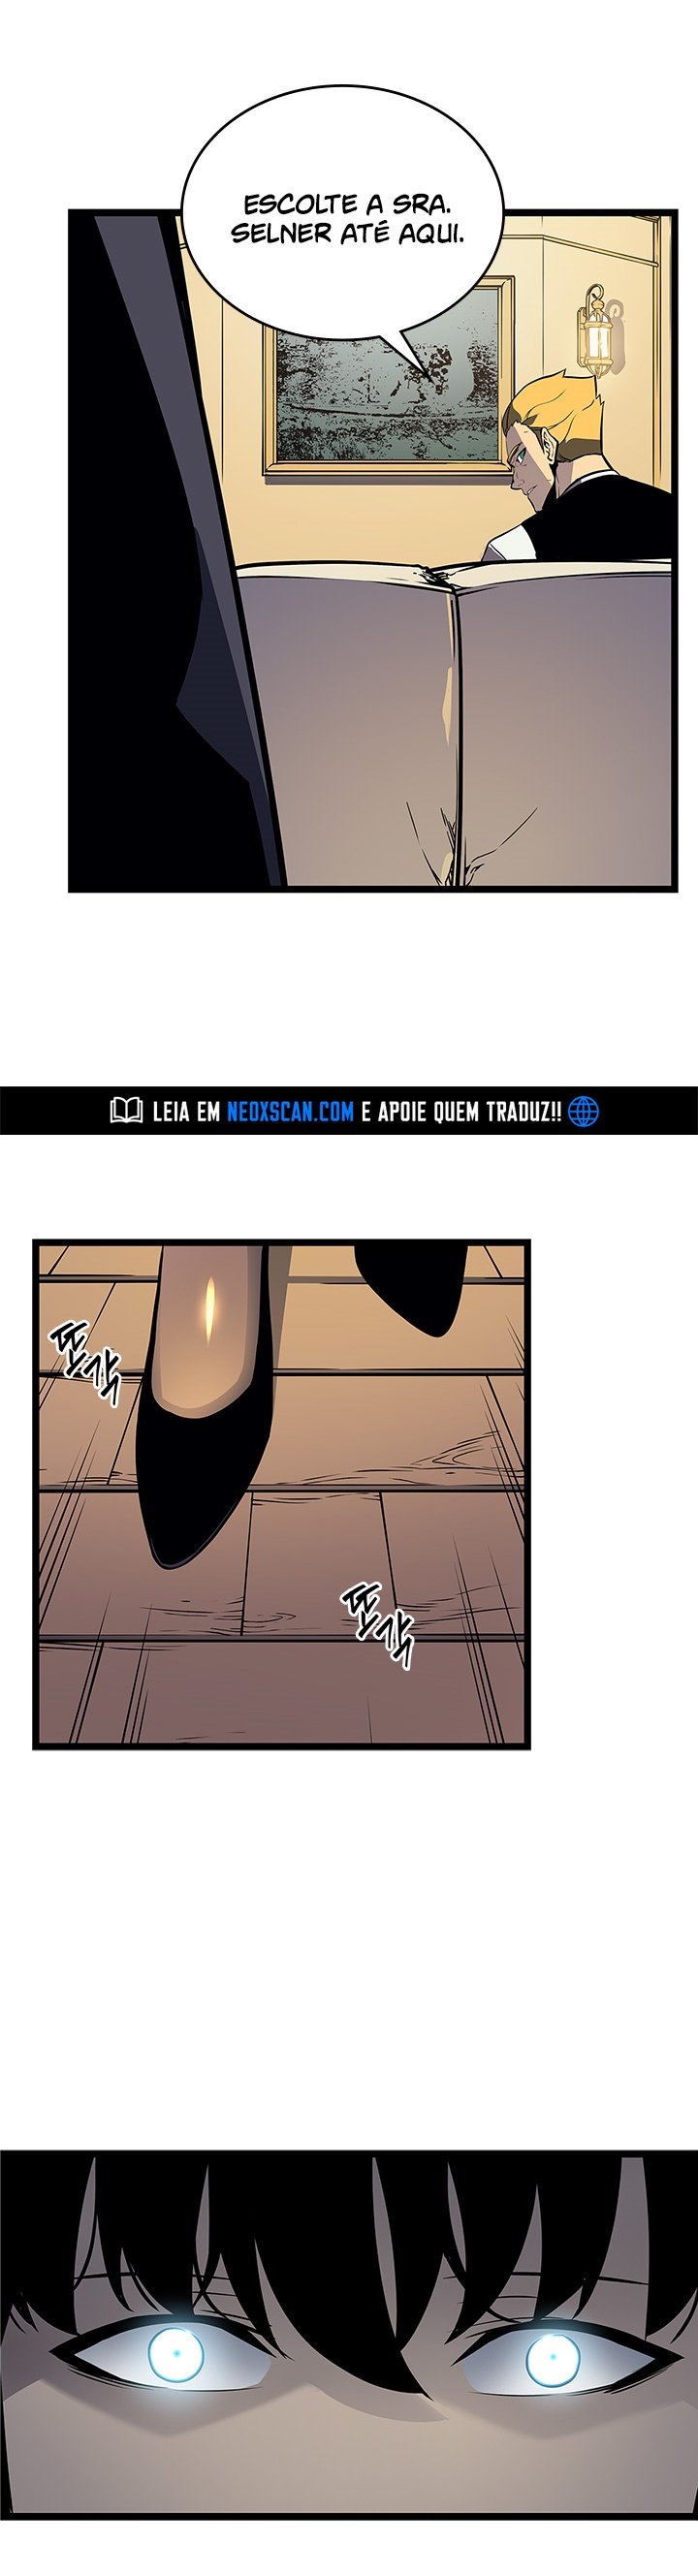 ESCOLTE A SRA.
SELNER ATÉ AQUI.
LEIA EM NEOXSCAN.COM E APOIE QUEM TRADUZ!!
또각
또각